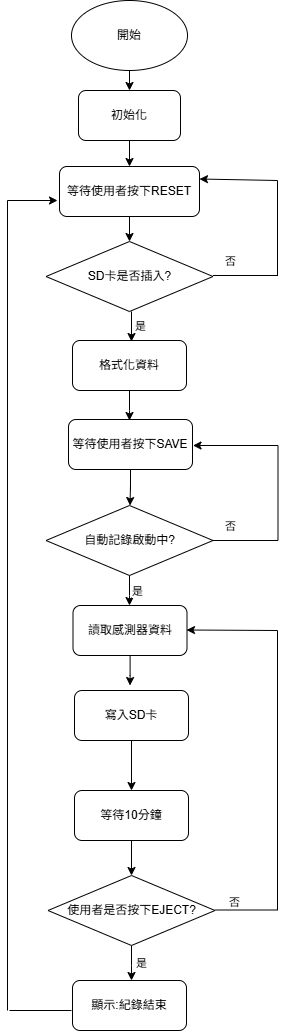 開始
初始化
等待使用者按下RESET
否
SD卡是否插入?
是
格式化資料
等待使用者按下SAVE
否
自動記錄啟動中?
是
讀取感測器資料
寫入SD卡
等待10分鐘
否
使用者是否按下EJECT?
是
顯示:紀錄結束